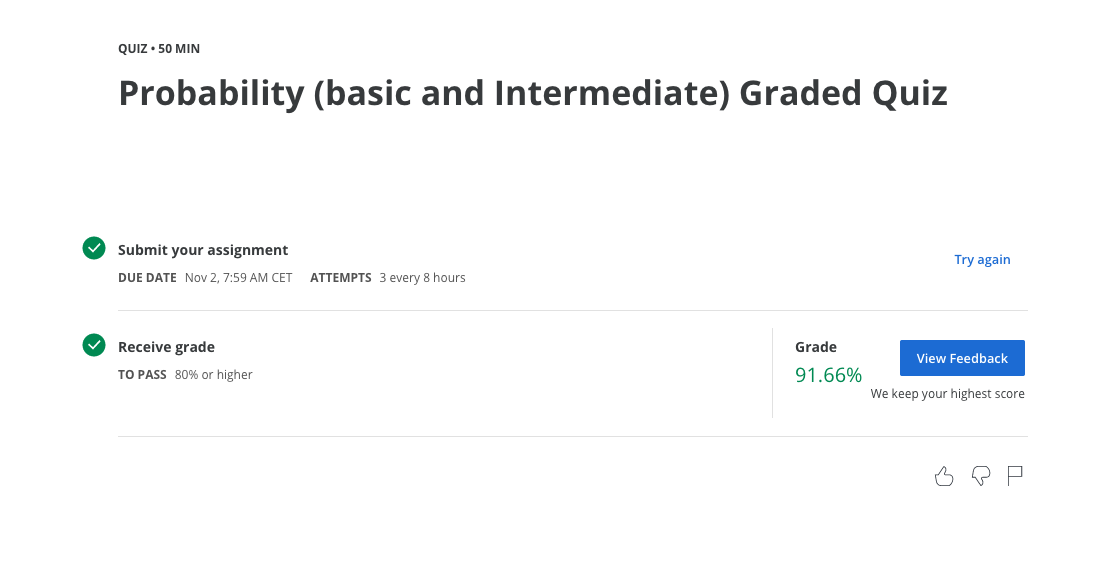 QUIZ • 50 MIN
Probability (basic and Intermediate) Graded Quiz
Submit your assignment
DUE DATE Nov 2, 7:59 AM CET ATTEMPTS 3 every 8 hours
Try again
Receive grade
TO PASS 80% or higher
Grade
91.66%
View Feedback
We keep your highest score